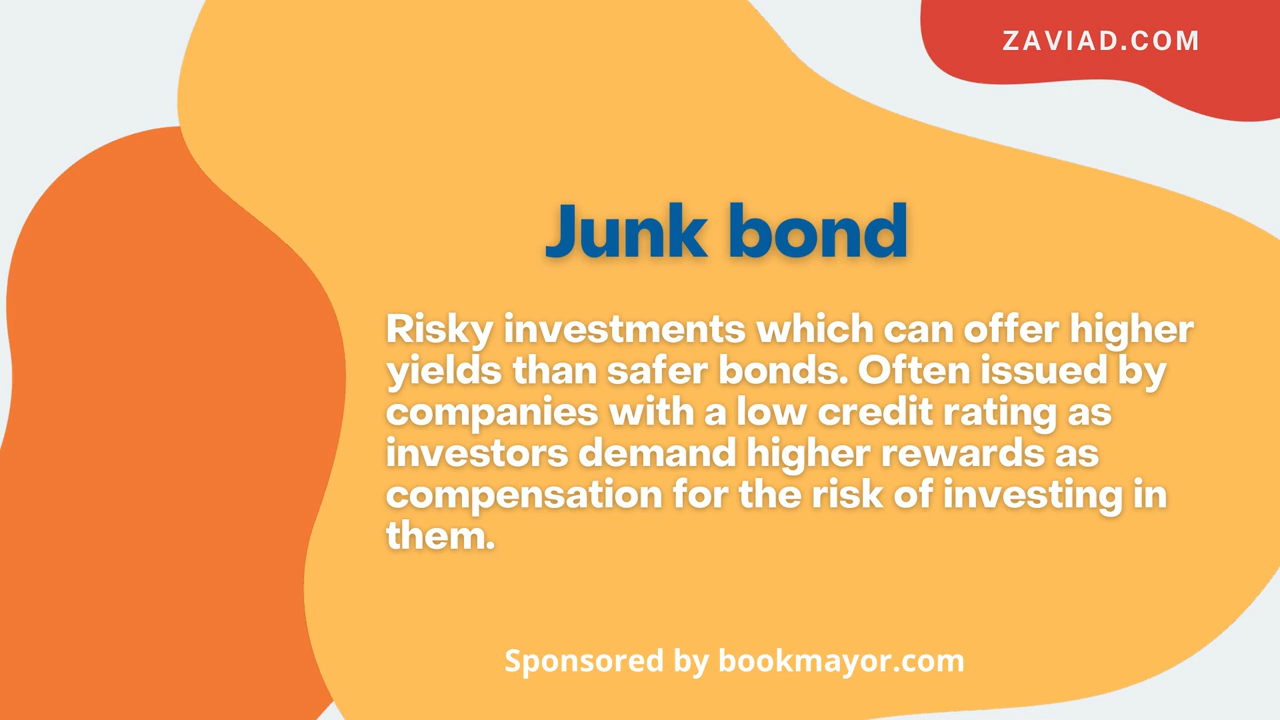 ZAVIAD.COM
Junk bond
Risky investments which can offer higher
yields than safer bonds. Often issued by
companies with a low credit rating as
investors demand higher rewards as
compensation for the risk of investing in
them.
Sponsored by bookmayor.com